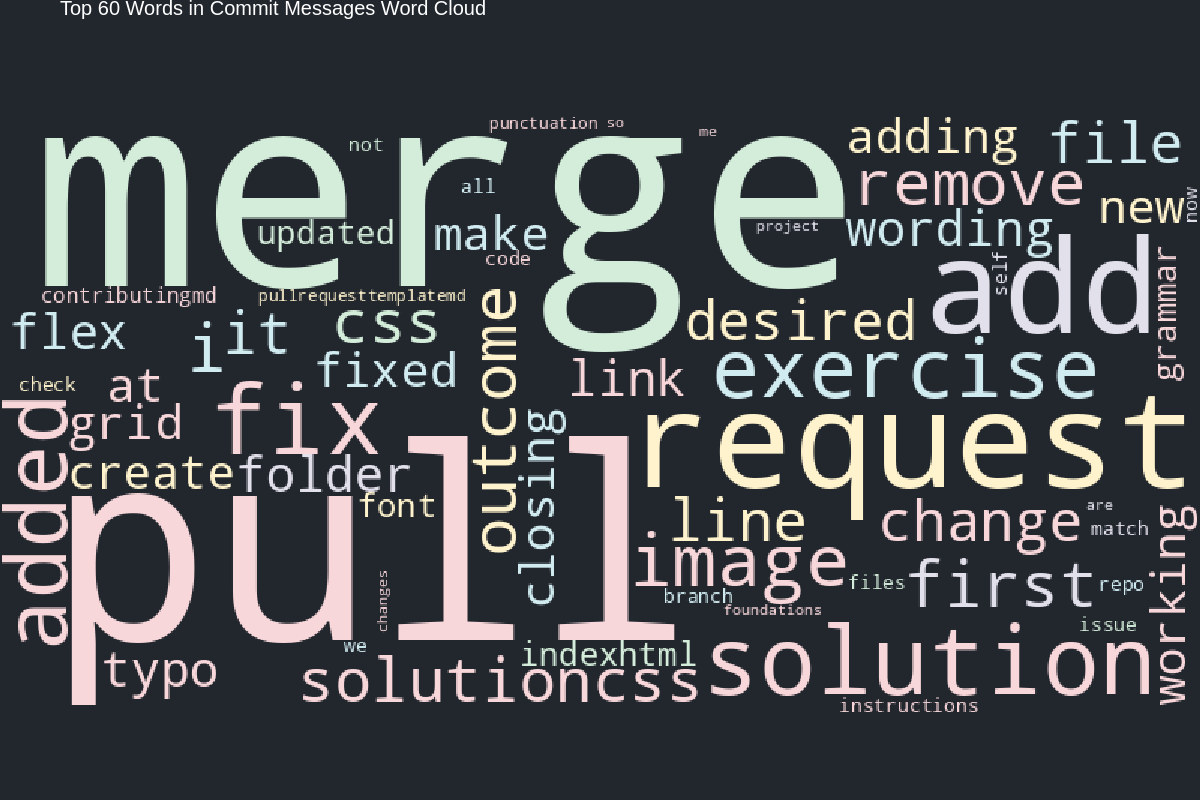 Top 60 Words in Commit Messages Word Cloud
merge
punctuation
so
me
not
all
updated
make
code
project
adding
file
remove
new
now
wording
add
self
grammar
contributingmd
pullrequesttemplatemd
flex
i
it
css
fixed
outcome
desired
link
exercise
check
at
grid
fix
added
create
folder
font
closing
request
pull
changes
line
image
change
are
match
working
branch
files
first
repo
foundations
issue
typo
we
indexhtml
solutioncss
solution
instructions